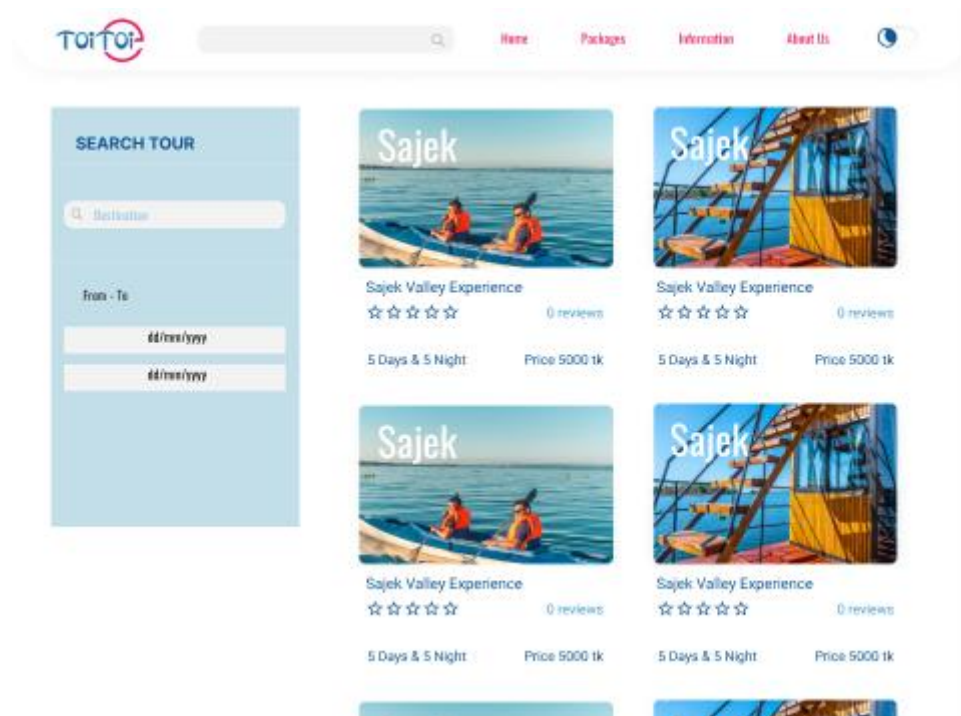 ToiToi
Home Packages Information About Us
SEARCH TOUR
Destination
From - To
dd/mm/yyyy
dd/mm/yyyy
Sajek
Sajek Valley Experience
0 reviews
5 Days & 5 Night Price 5000 tk
Sajek
Sajek Valley Experience
0 reviews
5 Days & 5 Night Price 5000 tk
Sajek
Sajek Valley Experience
0 reviews
5 Days & 5 Night Price 5000 tk
Sajek
Sajek Valley Experience
0 reviews
5 Days & 5 Night Price 5000 tk